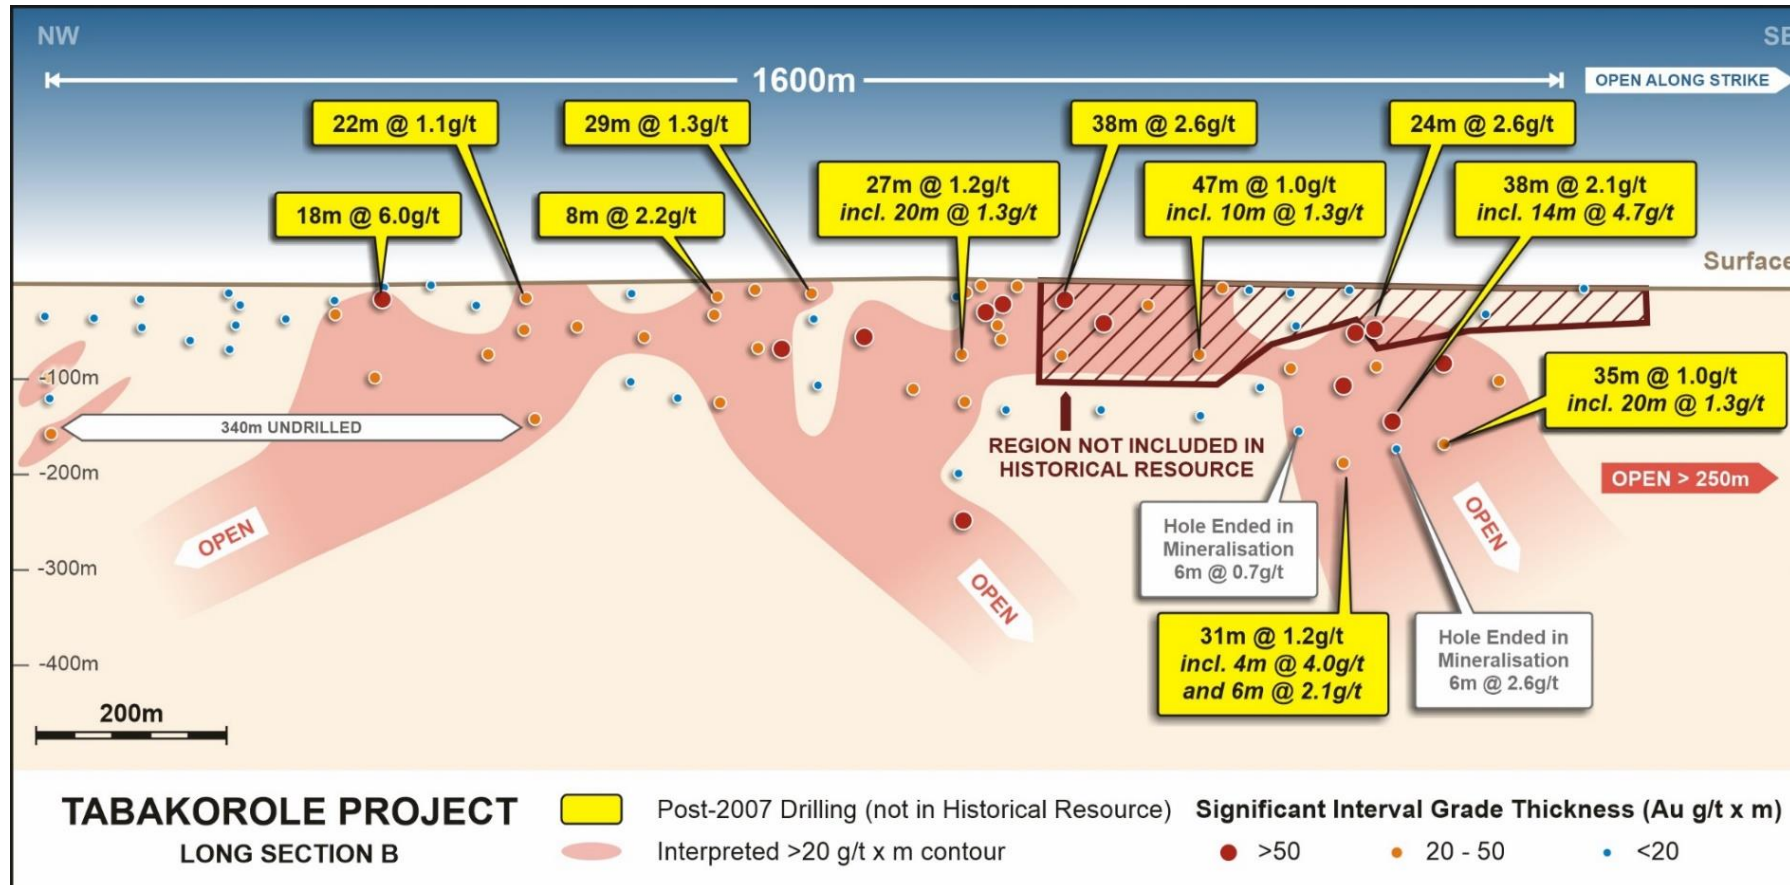 NW
SE
1600m
OPEN ALONG STRIKE
22m @ 1.1g/t
29m @ 1.3g/t
38m @ 2.6g/t
24m @ 2.6g/t
18m @ 6.0g/t
8m @ 2.2g/t
27m @ 1.2g/t
incl. 20m @ 1.3g/t
47m @ 1.0g/t
incl. 10m @ 1.3g/t
38m @ 2.1g/t
incl. 14m @ 4.7g/t
Surface
-100m
35m @ 1.0g/t
incl. 20m @ 1.3g/t
340m UNDRILLED
REGION NOT INCLUDED IN
HISTORICAL RESOURCE
-200m
OPEN > 250m
OPEN
OPEN
OPEN
Hole Ended in
Mineralisation
6m @ 0.7g/t
-300m
31m @ 1.2g/t
incl. 4m @ 4.0g/t
and 6m @ 2.1g/t
Hole Ended in
Mineralisation
6m @ 2.6g/t
-400m
200m
TABAKOROLE PROJECT
LONG SECTION B
Post-2007 Drilling (not in Historical Resource)
Interpreted >20 g/t x m contour
Significant Interval Grade Thickness (Au g/t x m)
>50
20 - 50
<20